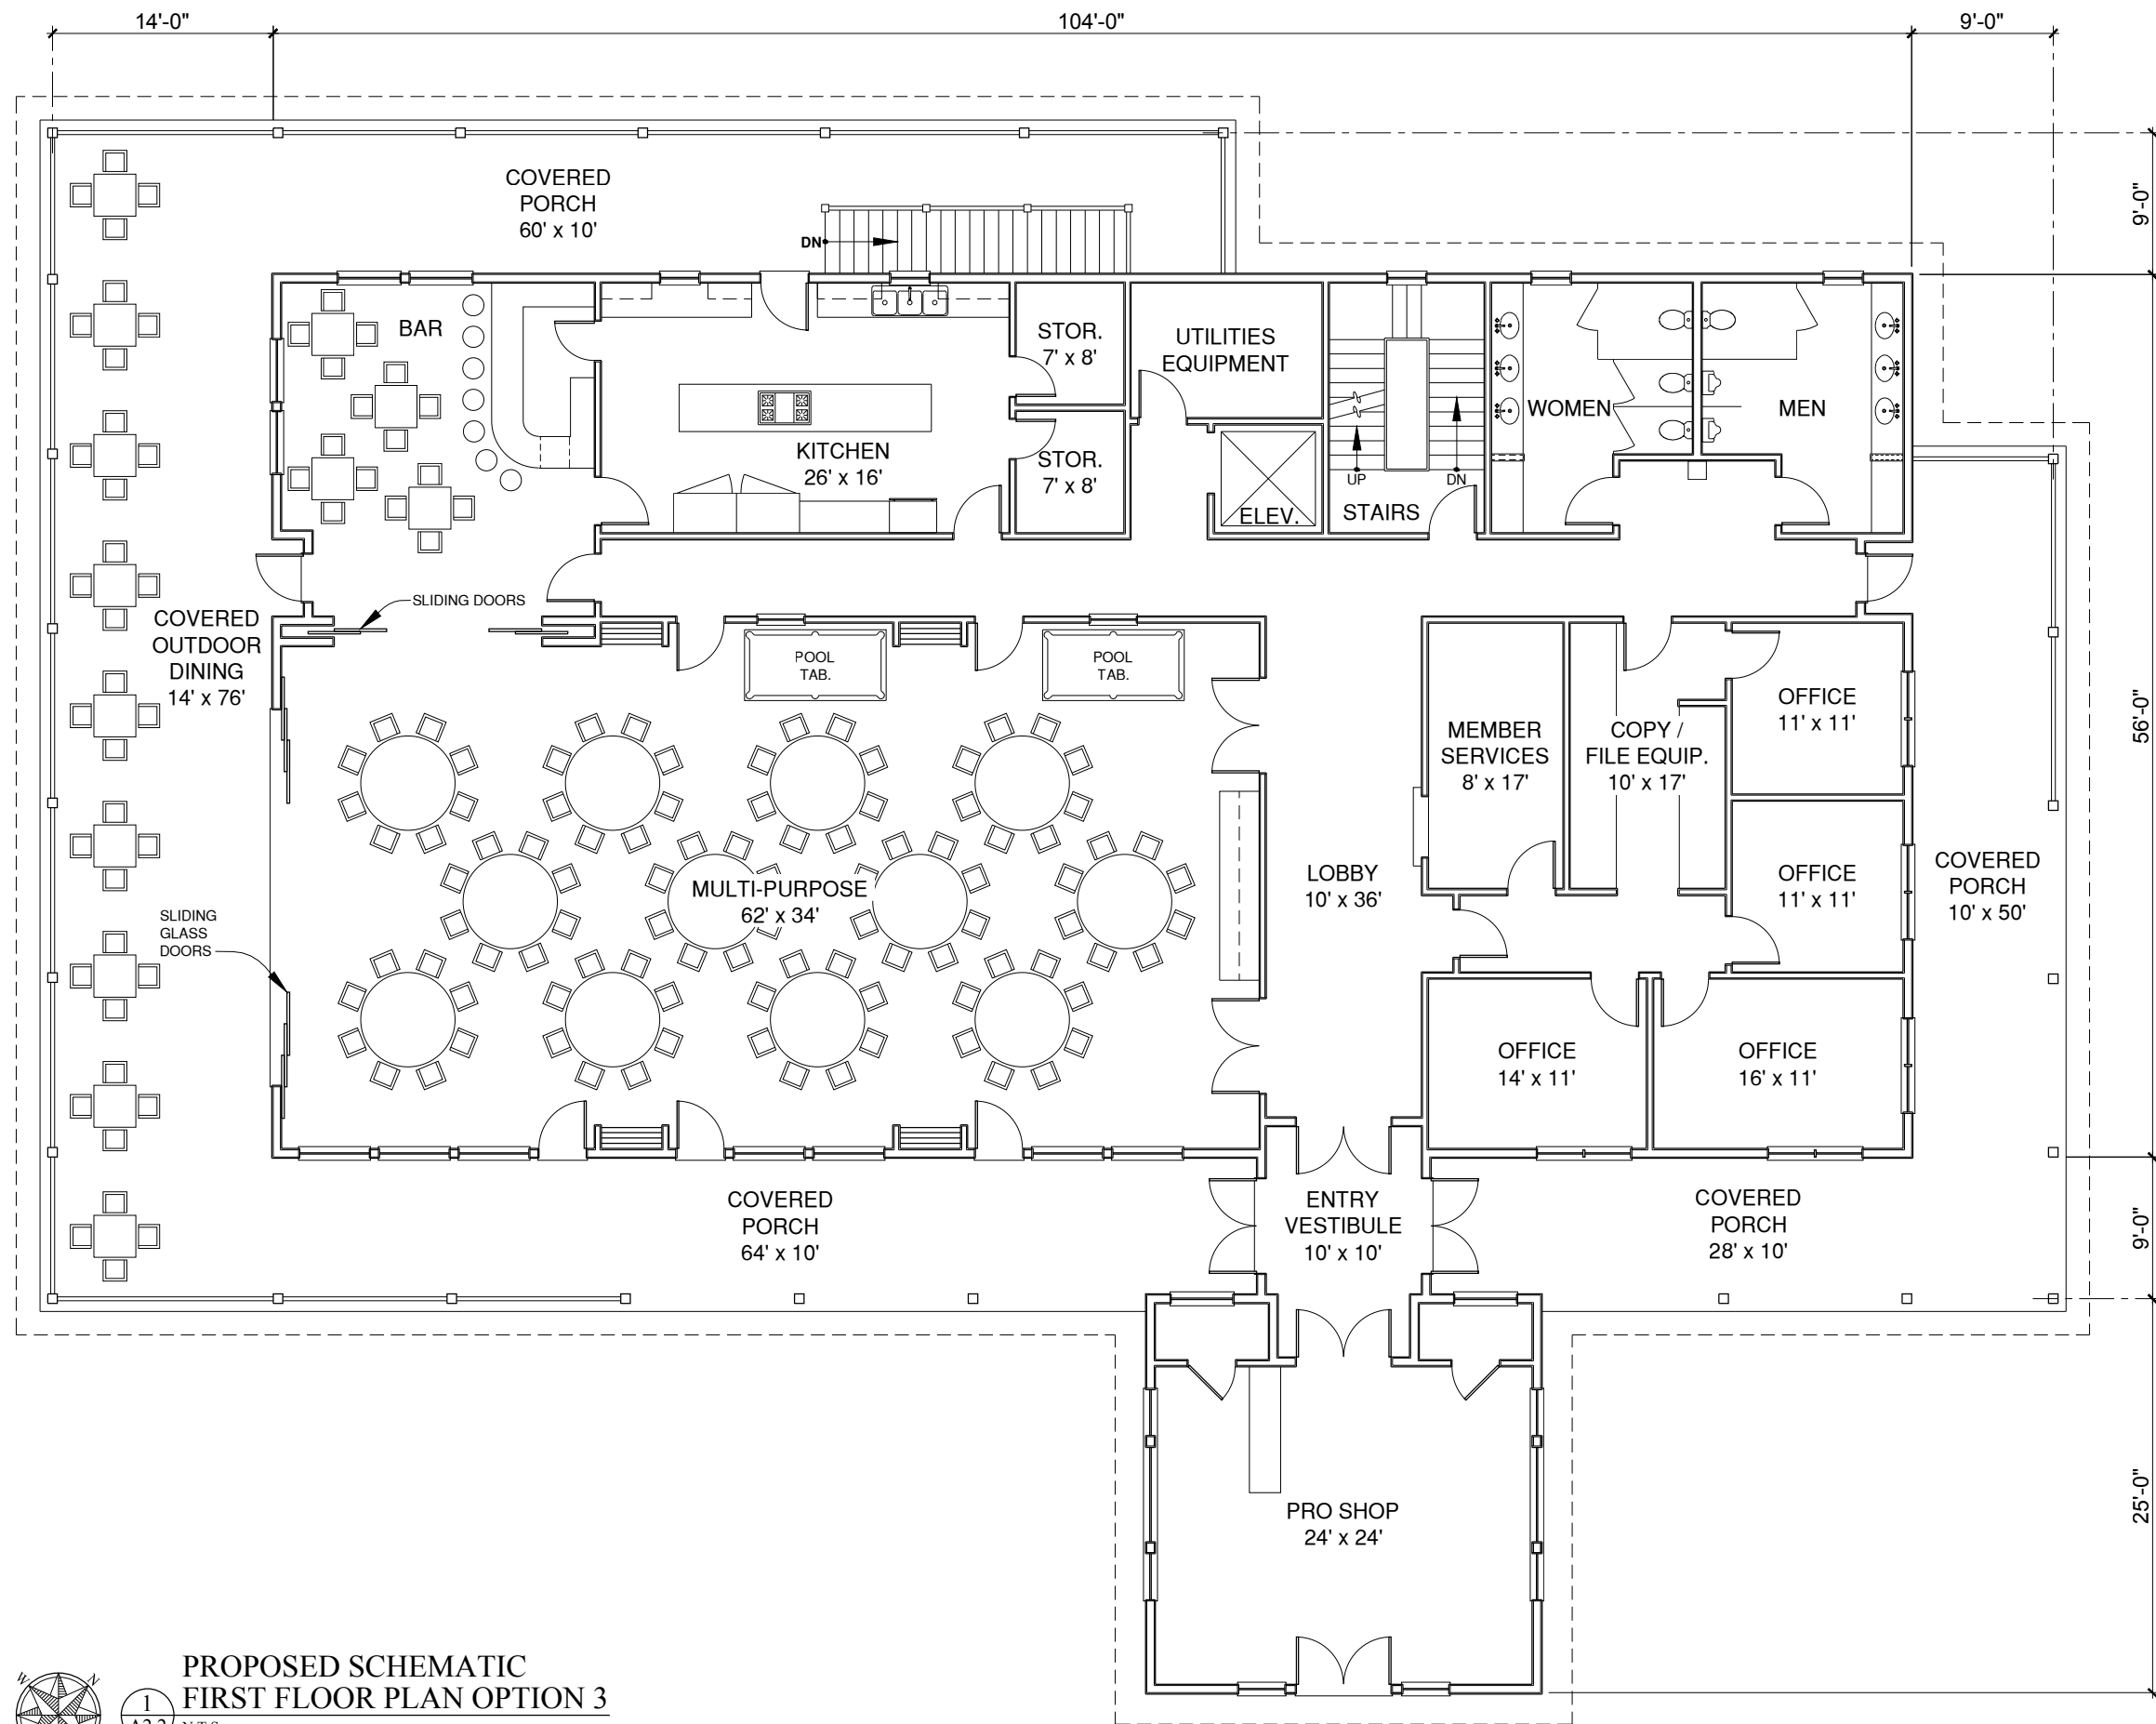 14'-0"
104'-0"
9'-0"
COVERED
PORCH
60' x 10'
9'-0"
DN
BAR
STOR.
7' x 8'
UTILITIES
EQUIPMENT
KITCHEN
26' x 16'
STOR.
7' x 8'
WOMEN
MEN
UP
DN
ELEV.
STAIRS
SLIDING DOORS
COVERED
OUTDOOR
DINING
14' x 76'
POOL
TAB.
POOL
TAB.
MEMBER
SERVICES
8' x 17'
COPY /
FILE EQUIP.
10' x 17'
OFFICE
11' x 11'
56'-0"
MULTI-PURPOSE
62' x 34'
LOBBY
10' x 36'
OFFICE
11' x 11'
COVERED
PORCH
10' x 50'
SLIDING
GLASS
DOORS
OFFICE
14' x 11'
OFFICE
16' x 11'
COVERED
PORCH
64' x 10'
ENTRY
VESTIBULE
10' x 10'
COVERED
PORCH
28' x 10'
9'-0"
25'-0"
PRO SHOP
24' x 24'
W
N
1
PROPOSED SCHEMATIC
FIRST FLOOR PLAN OPTION 3